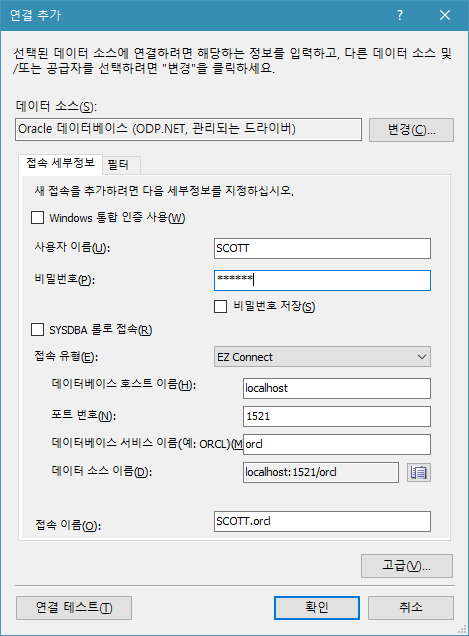 연결 추가
?
선택된 데이터 소스에 연결하려면 해당하는 정보를 입력하고, 다른 데이터 소스 및
/또는 공급자를 선택하려면 "변경"을 클릭하세요.
데이터 소스(S):
Oracle 데이터베이스 (ODP.NET, 관리되는 드라이버)
변경(C)...
접속 세부정보 필터
새 접속을 추가하려면 다음 세부정보를 지정하십시오.
Windows 통합 인증 사용(W)
사용자 이름(U): SCOTT
비밀번호(P): ******
비밀번호 저장(S)
SYSDBA 롤로 접속(R)
접속 유형(E): EZ Connect
데이터베이스 호스트 이름(H): localhost
포트 번호(N): 1521
데이터베이스 서비스 이름(예: ORCL)(M orcl
데이터 소스 이름(D): localhost:1521/orcl
접속 이름(O): SCOTT.orcl
고급(V)...
연결 테스트(T) 확인 취소